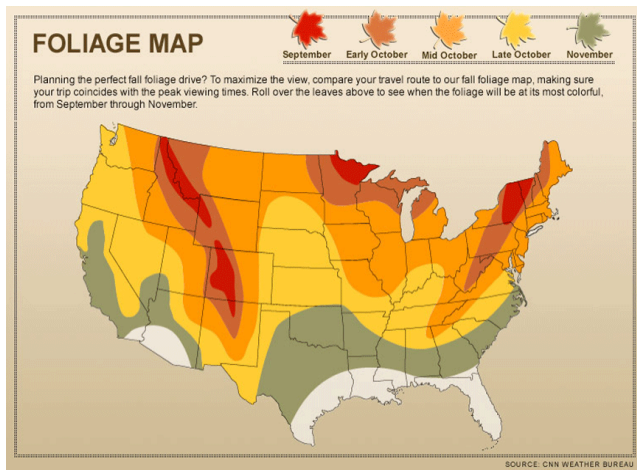 FOLIAGE MAP
September Early October Mid October Late October November
Planning the perfect fall foliage drive? To maximize the view, compare your travel route to our fall foliage map, making sure
your trip coincides with the peak viewing times. Roll over the leaves above to see when the foliage will be at its most colorful,
from September through November.
SOURCE: CNN WEATHER BUREAU